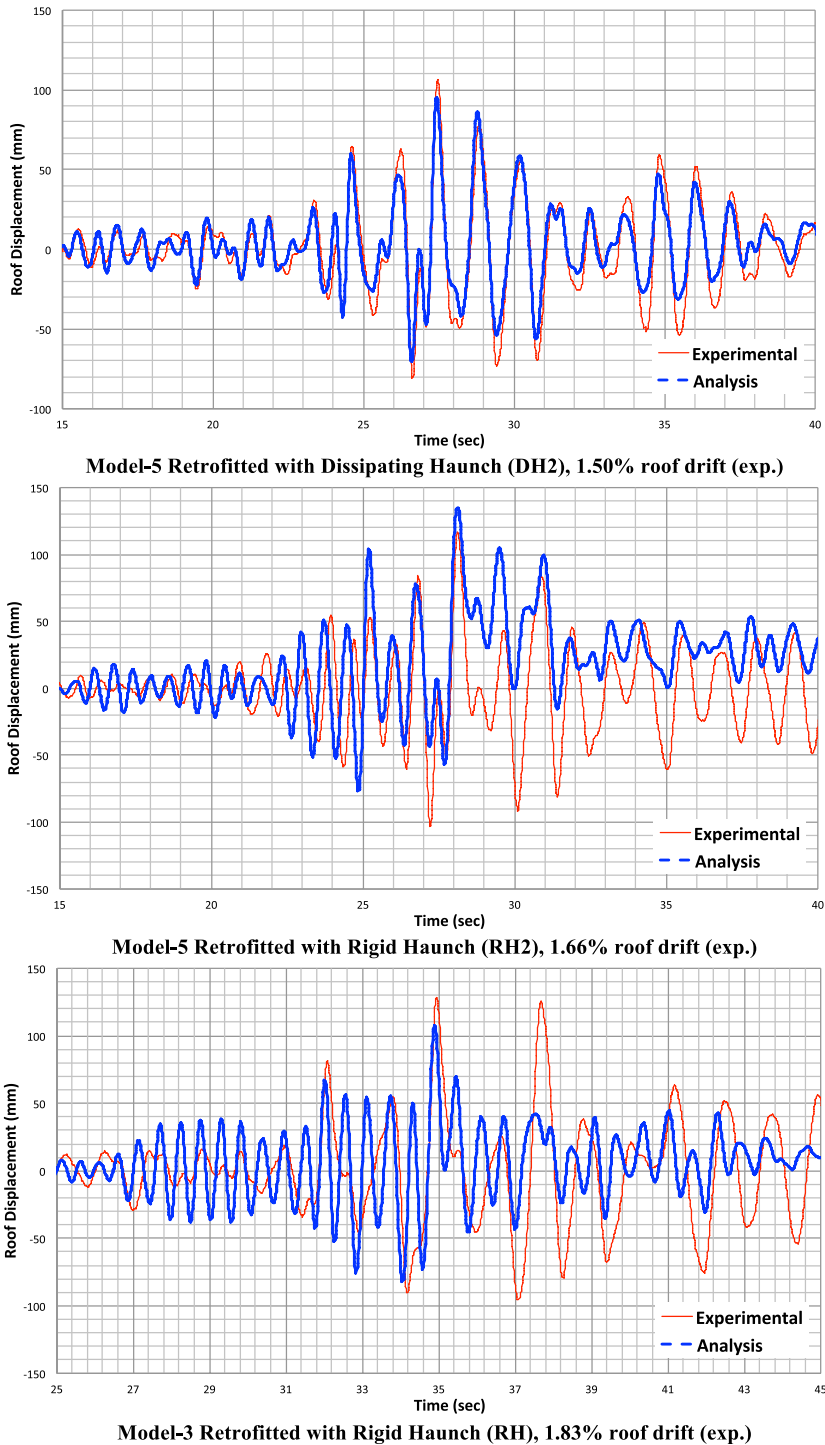 150
100
50
0
-50
-100
Roof Displacement (mm)
Experimental
Analysis
15 20 25 30 35 40
Time (sec)
Model-5 Retrofitted with Dissipating Haunch (DH2), 1.50% roof drift (exp.)
150
100
50
0
-50
-100
-150
Roof Displacement (mm)
Experimental
Analysis
15 20 25 30 35 40
Time (sec)
Model-5 Retrofitted with Rigid Haunch (RH2), 1.66% roof drift (exp.)
150
100
50
0
-50
-100
-150
Roof Displacement (mm)
Experimental
Analysis
25 27 29 31 33 35 37 39 41 43 45
Time (sec)
Model-3 Retrofitted with Rigid Haunch (RH), 1.83% roof drift (exp.)